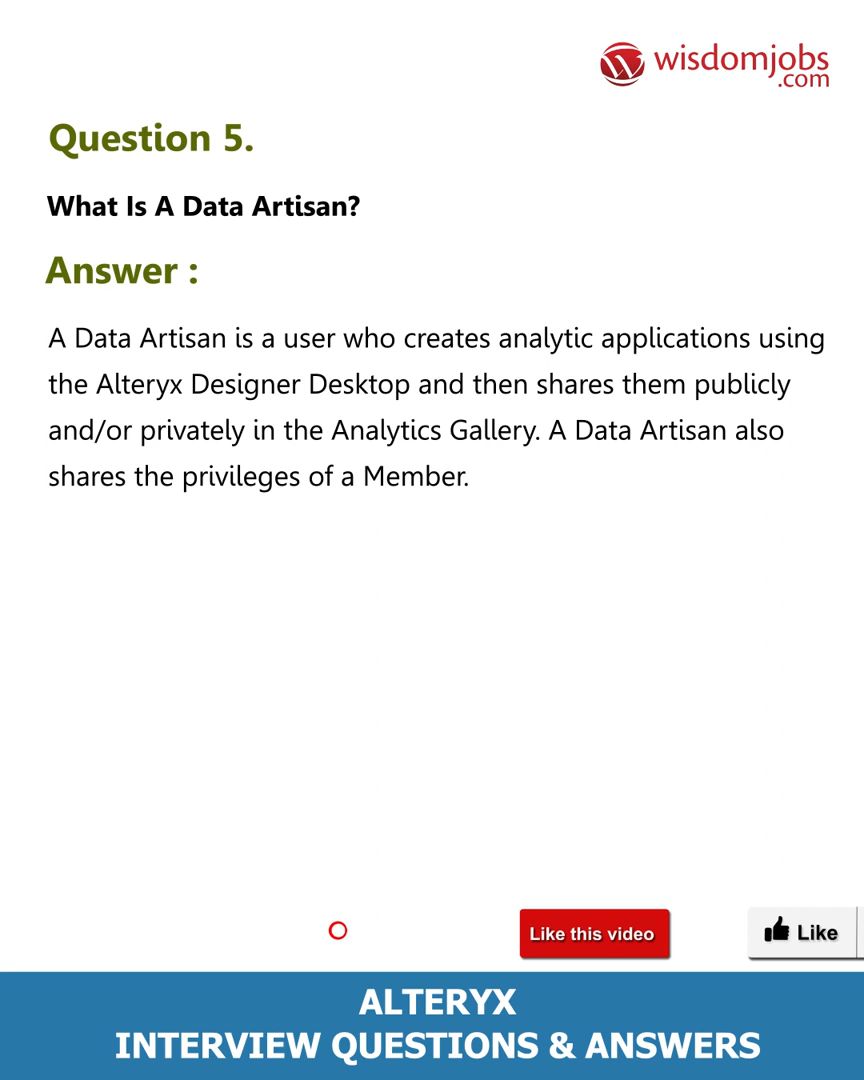 wisdomjobs
.com
Question 5.
What Is A Data Artisan?
Answer :
A Data Artisan is a user who creates analytic applications using
the Alteryx Designer Desktop and then shares them publicly
and/or privately in the Analytics Gallery. A Data Artisan also
shares the privileges of a Member.
Like this video
Like
ALTERYX
INTERVIEW QUESTIONS & ANSWERS